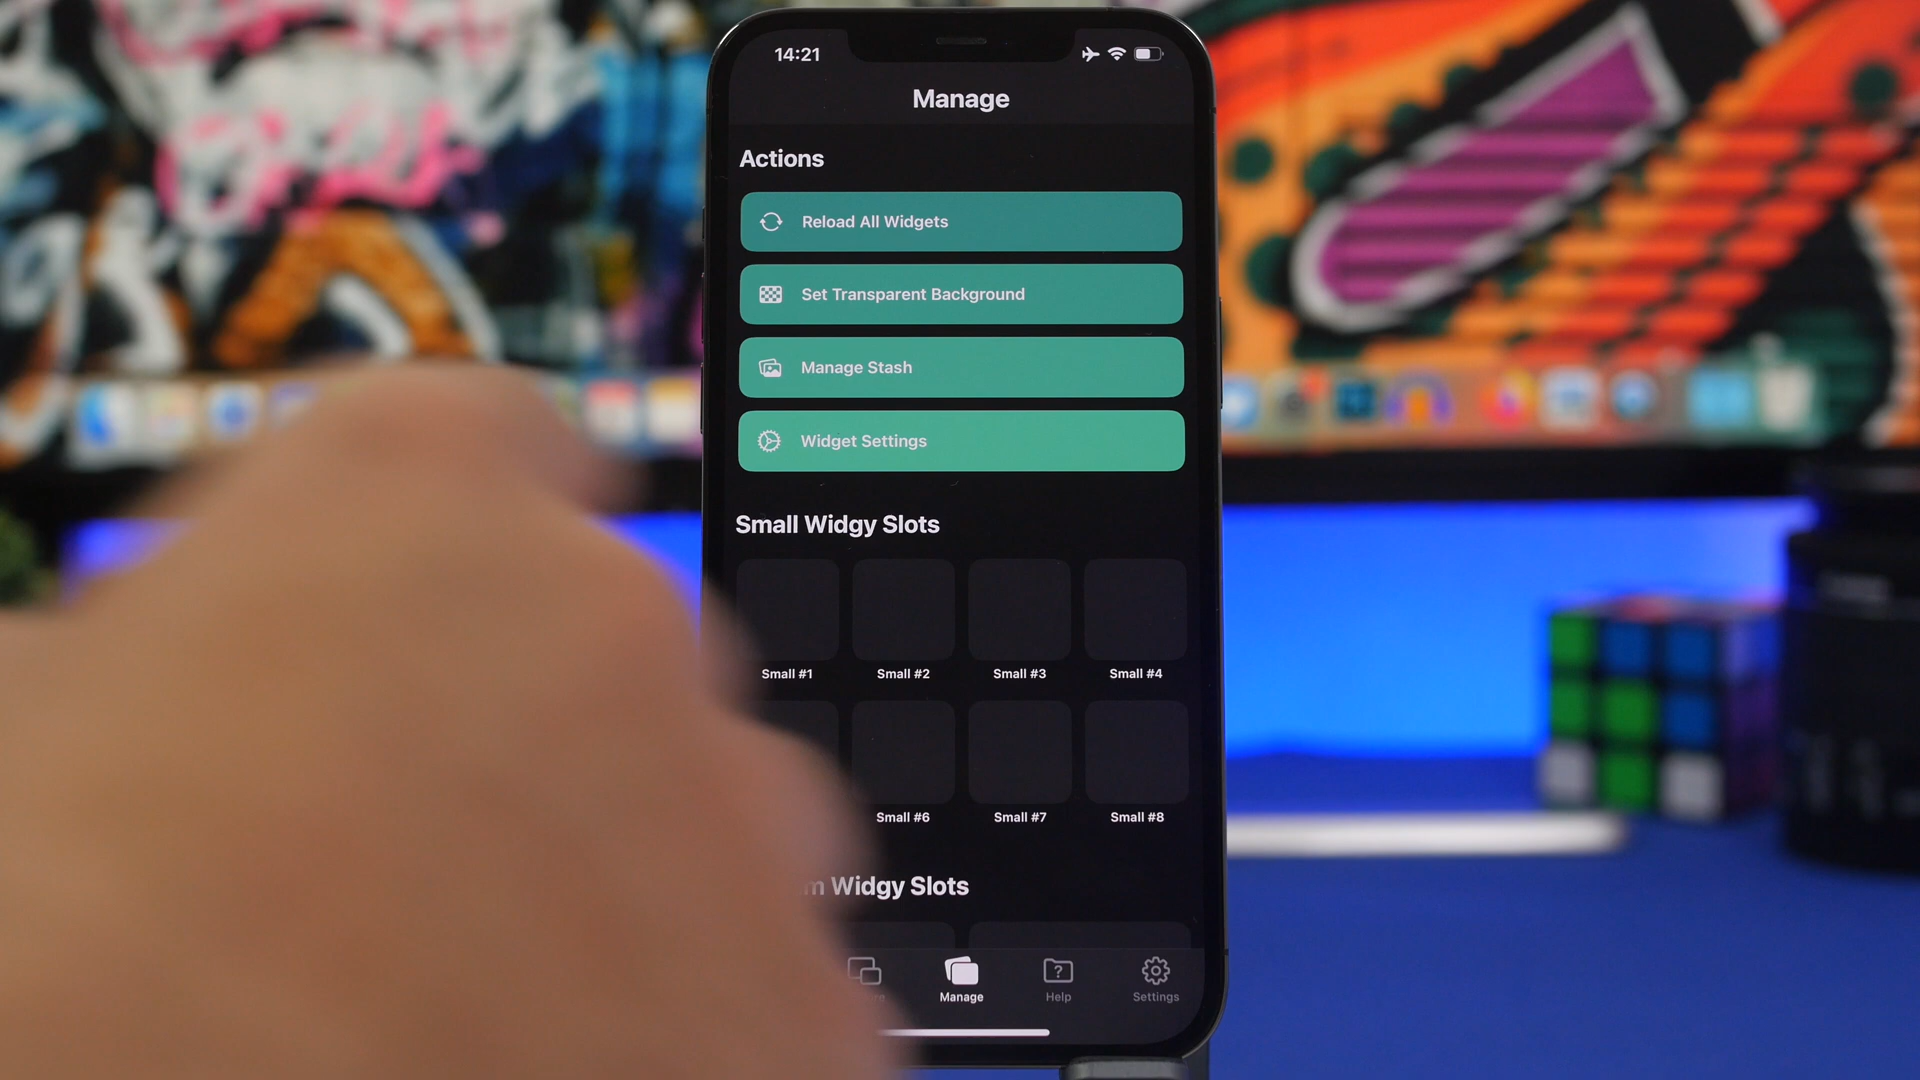 14:21
Manage
Actions
Reload All Widgets
Set Transparent Background
Manage Stash
Widget Settings
Small Widgy Slots
Small #1 Small #2 Small #3 Small #4
Small #6 Small #7 Small #8
Widgy Slots
Manage Help Settings